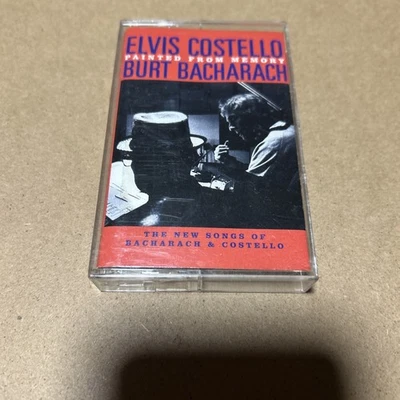 ELVIS COSTELLO
PAINTED FROM MEMORY
BURT BACHARACH
THE NEW SONGS OF
BACHARACH & COSTELLO